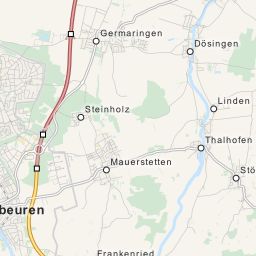 Germaringen
Dösingen
Linden
Steinholz
Thalhofen
Mauerstetten
Stö
beuren
Frankenried